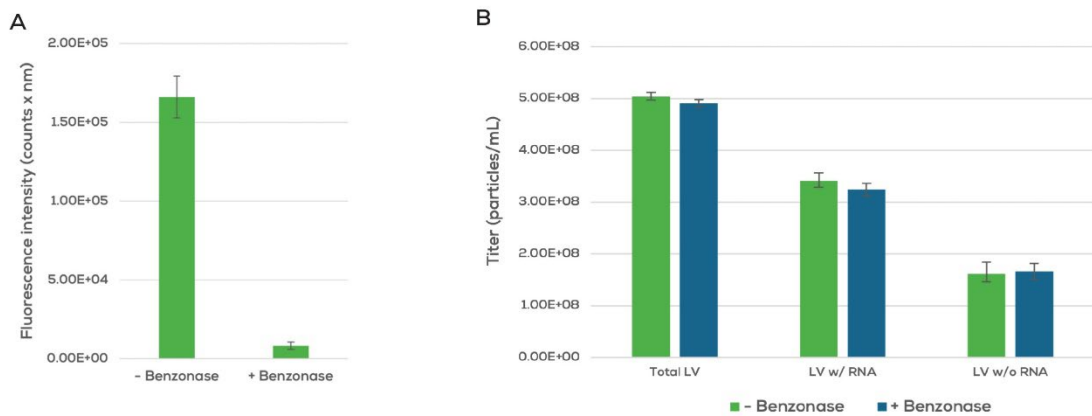 A
Fluorescence intensity (counts x nm)
2.00E+05
1.50E+05
1.00E+05
5.00E+04
0.00E+00
- Benzonase
+ Benzonase
B
Titer (particles/mL)
6.00E+08
5.00E+08
4.00E+08
3.00E+08
2.00E+08
1.00E+08
0.00E+00
Total LV
LV w/ RNA
LV w/o RNA
- Benzonase
+ Benzonase